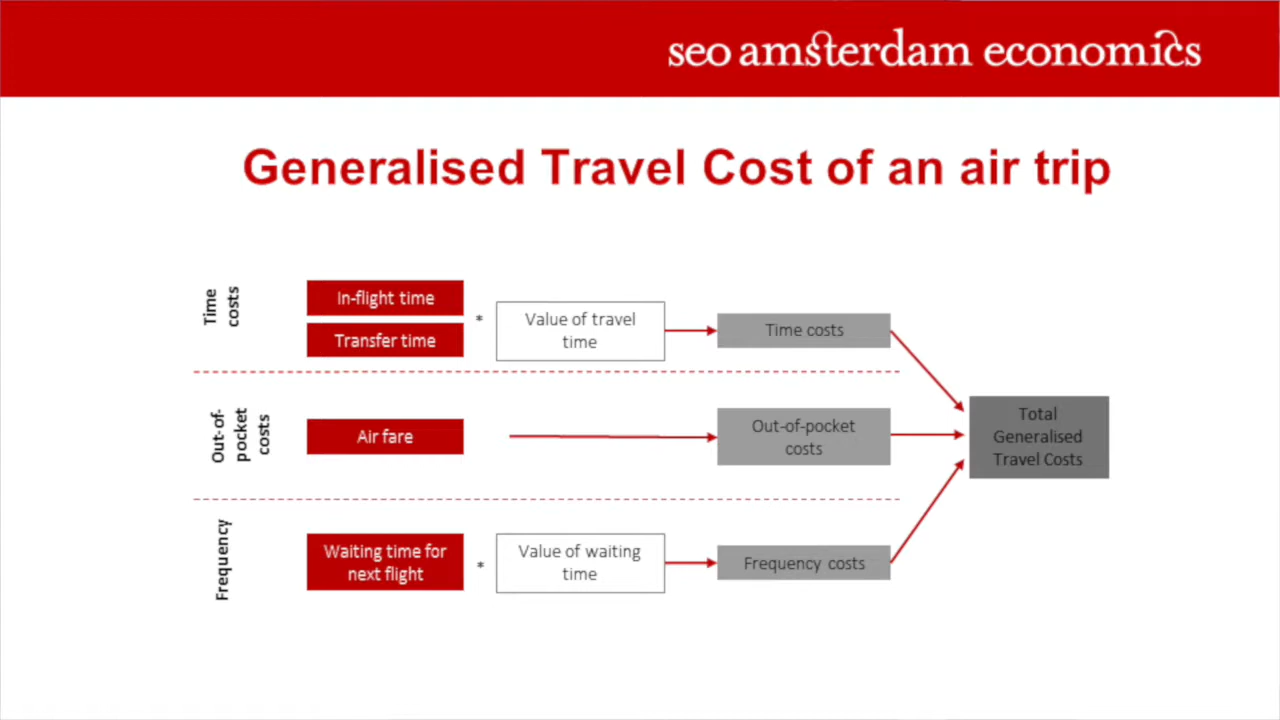 seo amsterdam economics
Generalised Travel Cost of an air trip
Time
costs
In-flight time
Transfer time
*
Value of travel
time
Time costs
Out-of-
pocket
costs
Air fare
Out-of-pocket
costs
Total
Generalised
Travel Costs
Frequency
Waiting time for
next flight
*
Value of waiting
time
Frequency costs